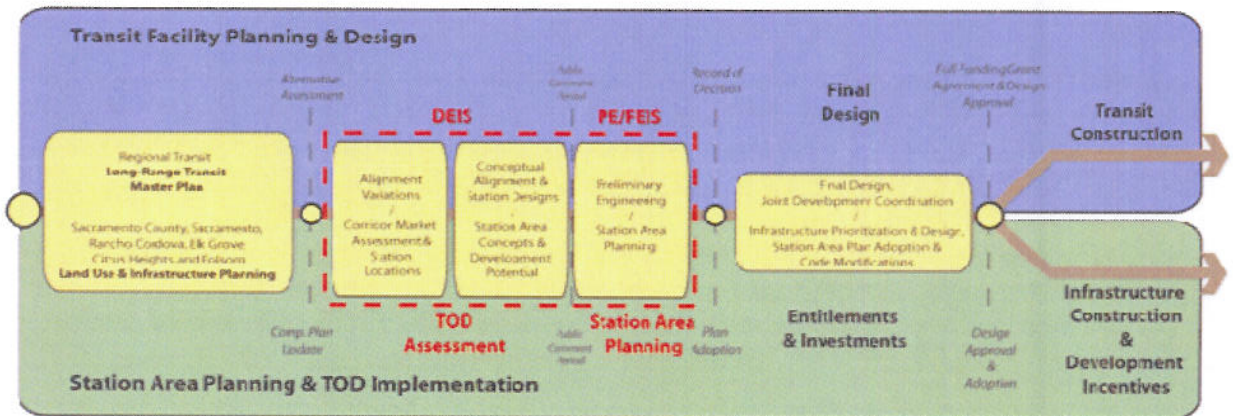 Transit Facility Planning & Design
Alternative
Assessment
Public
Comment
Period
Record of
Decision
Full Funding Grant
Agreement & Design
Approval
DEIS
PE/FEIS
Final
Design
Transit
Construction
Regional Transit
Long-Range Transit
Master Plan
Sacramento County, Sacramento,
Rancho Cordova, Elk Grove
Citrus Heights and Folsom
Land Use & Infrastructure Planning
Alignment
Variations
/
Corridor Market
Assessment &
Station
Locations
Conceptual
Alignment &
Station Designs
/
Station Area
Concepts &
Development
Potential
Preliminary
Engineering
/
Station Area
Planning
Final Design,
Joint Development Coordination
/
Infrastructure Prioritization & Design,
Station Area Plan Adoption &
Code Modifications
Comp. Plan
Update
TOD
Assessment
Public
Comment
Period
Station Area
Planning
Plan
Adoption
Entitlements
& Investments
Design
Approval
&
Adoption
Infrastructure
Construction
&
Development
Incentives
Station Area Planning & TOD Implementation